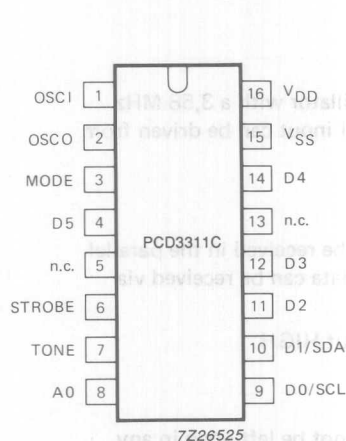 OSCI 1 16 VDD
OSCO 2 15 VSS
MODE 3 14 D4
D5 4 13 n.c.
PCD3311C
n.c. 5 12 D3
STROBE 6 11 D2
TONE 7 10 D1/SDA
A0 8 9 D0/SCL
7Z26525